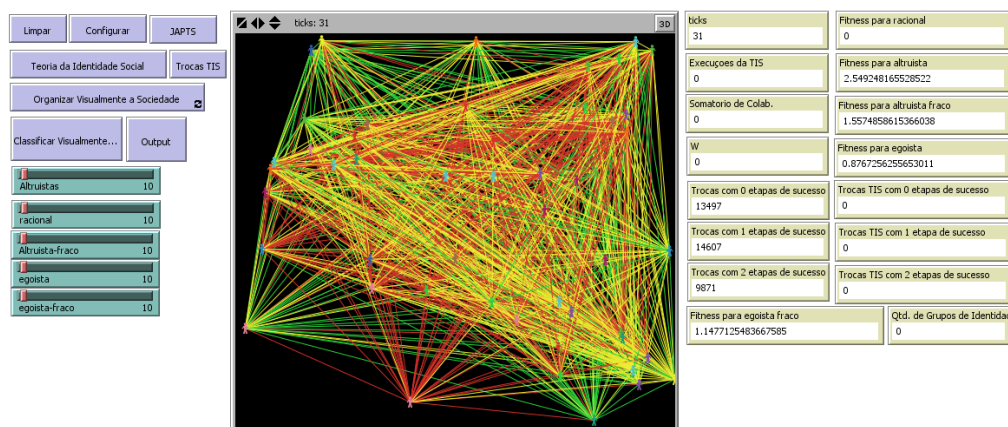 Limpar
Configurar
JAPTS
Teoria da Identidade Social
Trocas TIS
Organizar Visualmente a Sociedade
Classificar Visualmente...
Output
Altruistas 10
racional 10
Altruista-fraco 10
egoista 10
egoista-fraco 10
ticks: 31
3D
ticks
31
Execuçoes da TIS
0
Somatorio de Colab.
0
W
0
Trocas com 0 etapas de sucesso
13497
Trocas com 1 etapas de sucesso
14607
Trocas com 2 etapas de sucesso
9871
Fitness para egoista fraco
1.1477125483667585
Fitness para racional
0
Fitness para altruista
2.549248165528522
Fitness para altruista fraco
1.5574858615366038
Fitness para egoista
0.8767256255653011
Trocas TIS com 0 etapas de sucesso
0
Trocas TIS com 1 etapa de sucesso
0
Trocas TIS com 2 etapas de sucesso
0
Qtd. de Grupos de Identidad
0